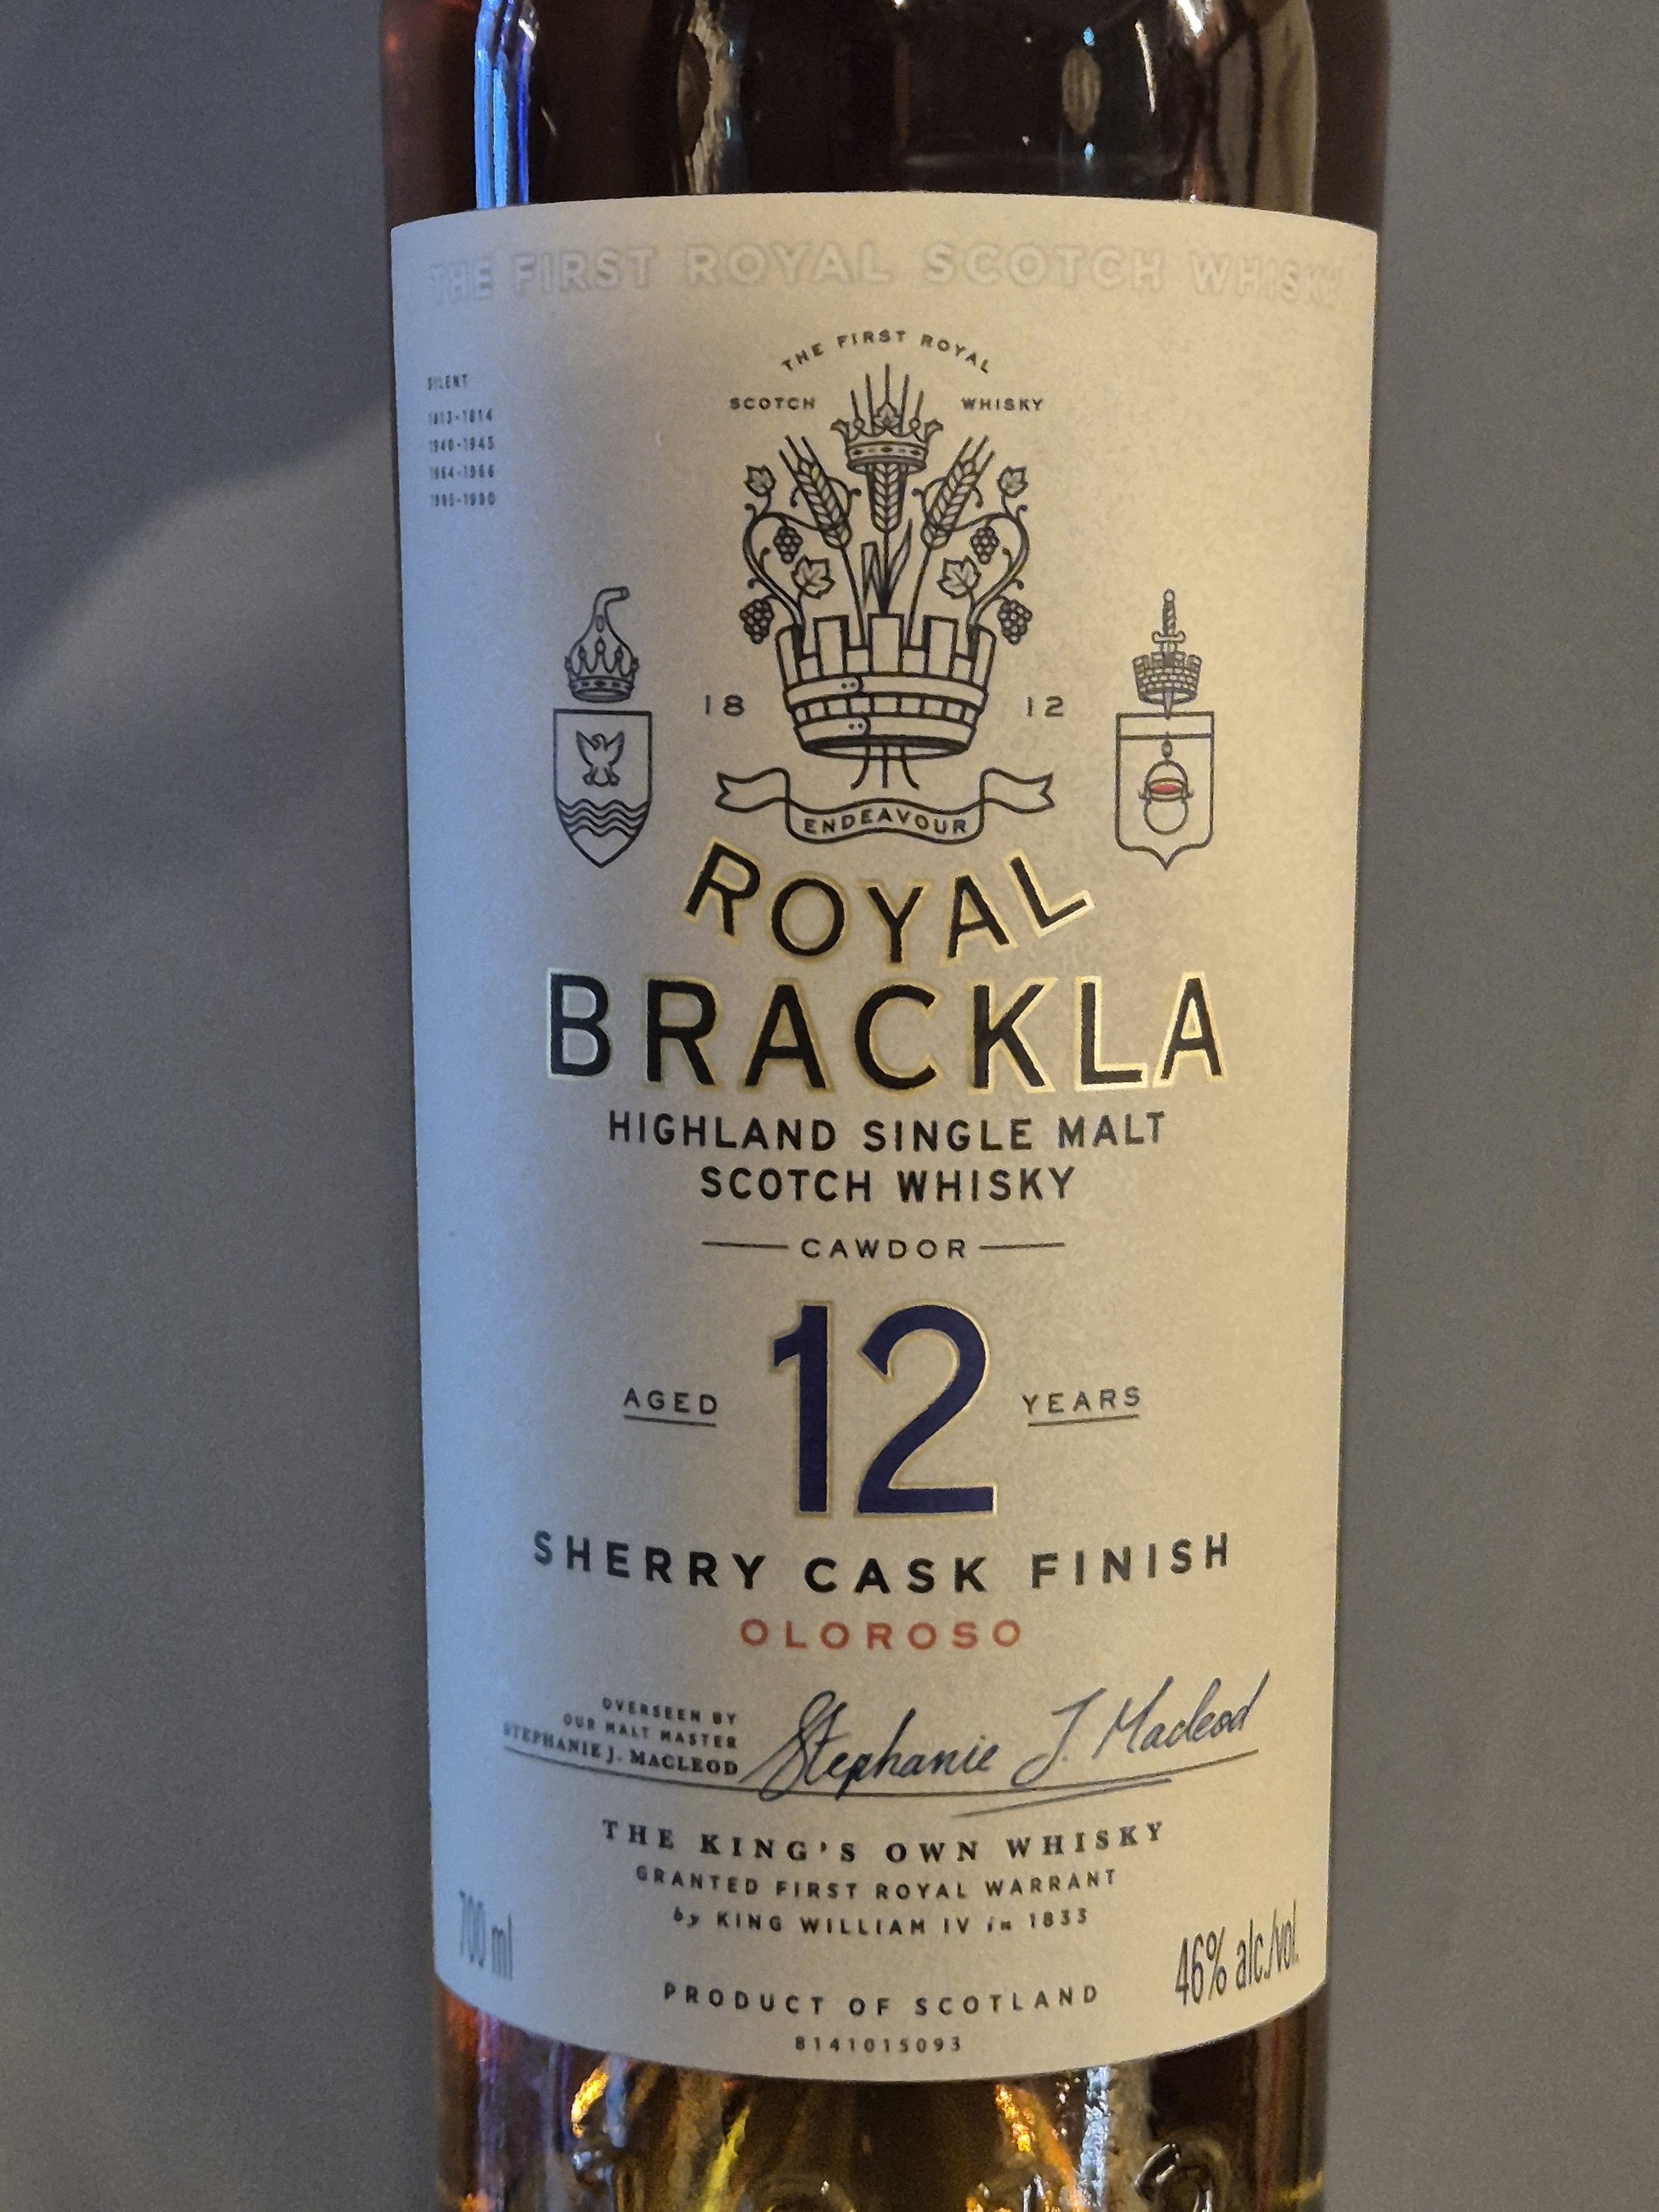 THE FIRST ROYAL SCOTCH WHISKY
THE FIRST ROYAL
SCOTCH WHISKY
SILENT
1813-1814
1940-1945
1964-1966
1985-1990
18 12
ENDEAVOUR
ROYAL
BRACKLA
HIGHLAND SINGLE MALT
SCOTCH WHISKY
CAWDOR
AGED 12 YEARS
SHERRY CASK FINISH
OLOROSO
OVERSEEN BY
OUR MALT MASTER
STEPHANIE J. MACLEOD
Stephanie J. Macleod
THE KING'S OWN WHISKY
GRANTED FIRST ROYAL WARRANT
by KING WILLIAM IV in 1833
700 ml
46% alc./vol.
PRODUCT OF SCOTLAND
8141015093